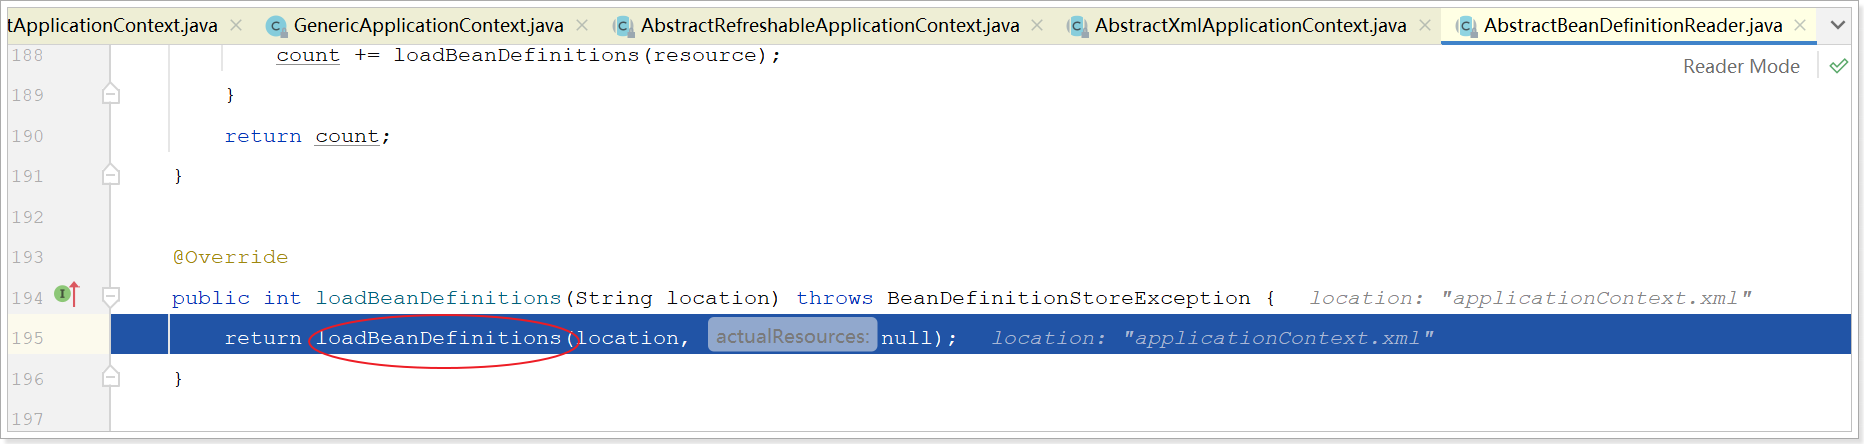 tApplicationContext.java GenericApplicationContext.java AbstractRefreshableApplicationContext.java AbstractXmlApplicationContext.java AbstractBeanDefinitionReader.java
188 count += loadBeanDefinitions(resource);
Reader Mode
189 }
190 return count;
191 }
192
193 @Override
194 public int loadBeanDefinitions(String location) throws BeanDefinitionStoreException { location: "applicationContext.xml"
195 return loadBeanDefinitions(location, actualResources: null); location: "applicationContext.xml"
196 }
197